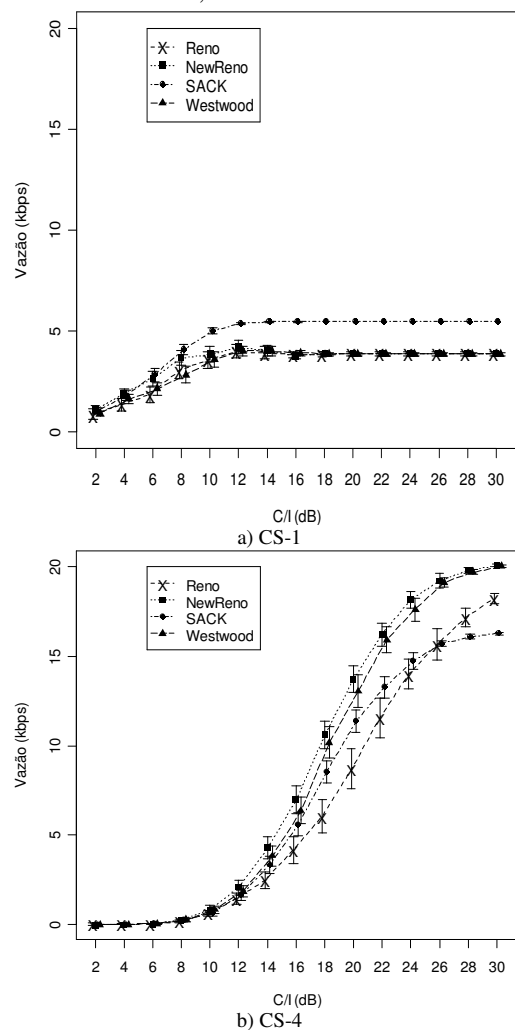 20
15
10
5
0
Vazão (kbps)
Reno
NewReno
SACK
Westwood
2 4 6 8 10 12 14 16 18 20 22 24 26 28 30
C/I (dB)
a) CS-1
20
15
10
5
0
Vazão (kbps)
Reno
NewReno
SACK
Westwood
2 4 6 8 10 12 14 16 18 20 22 24 26 28 30
C/I (dB)
b) CS-4